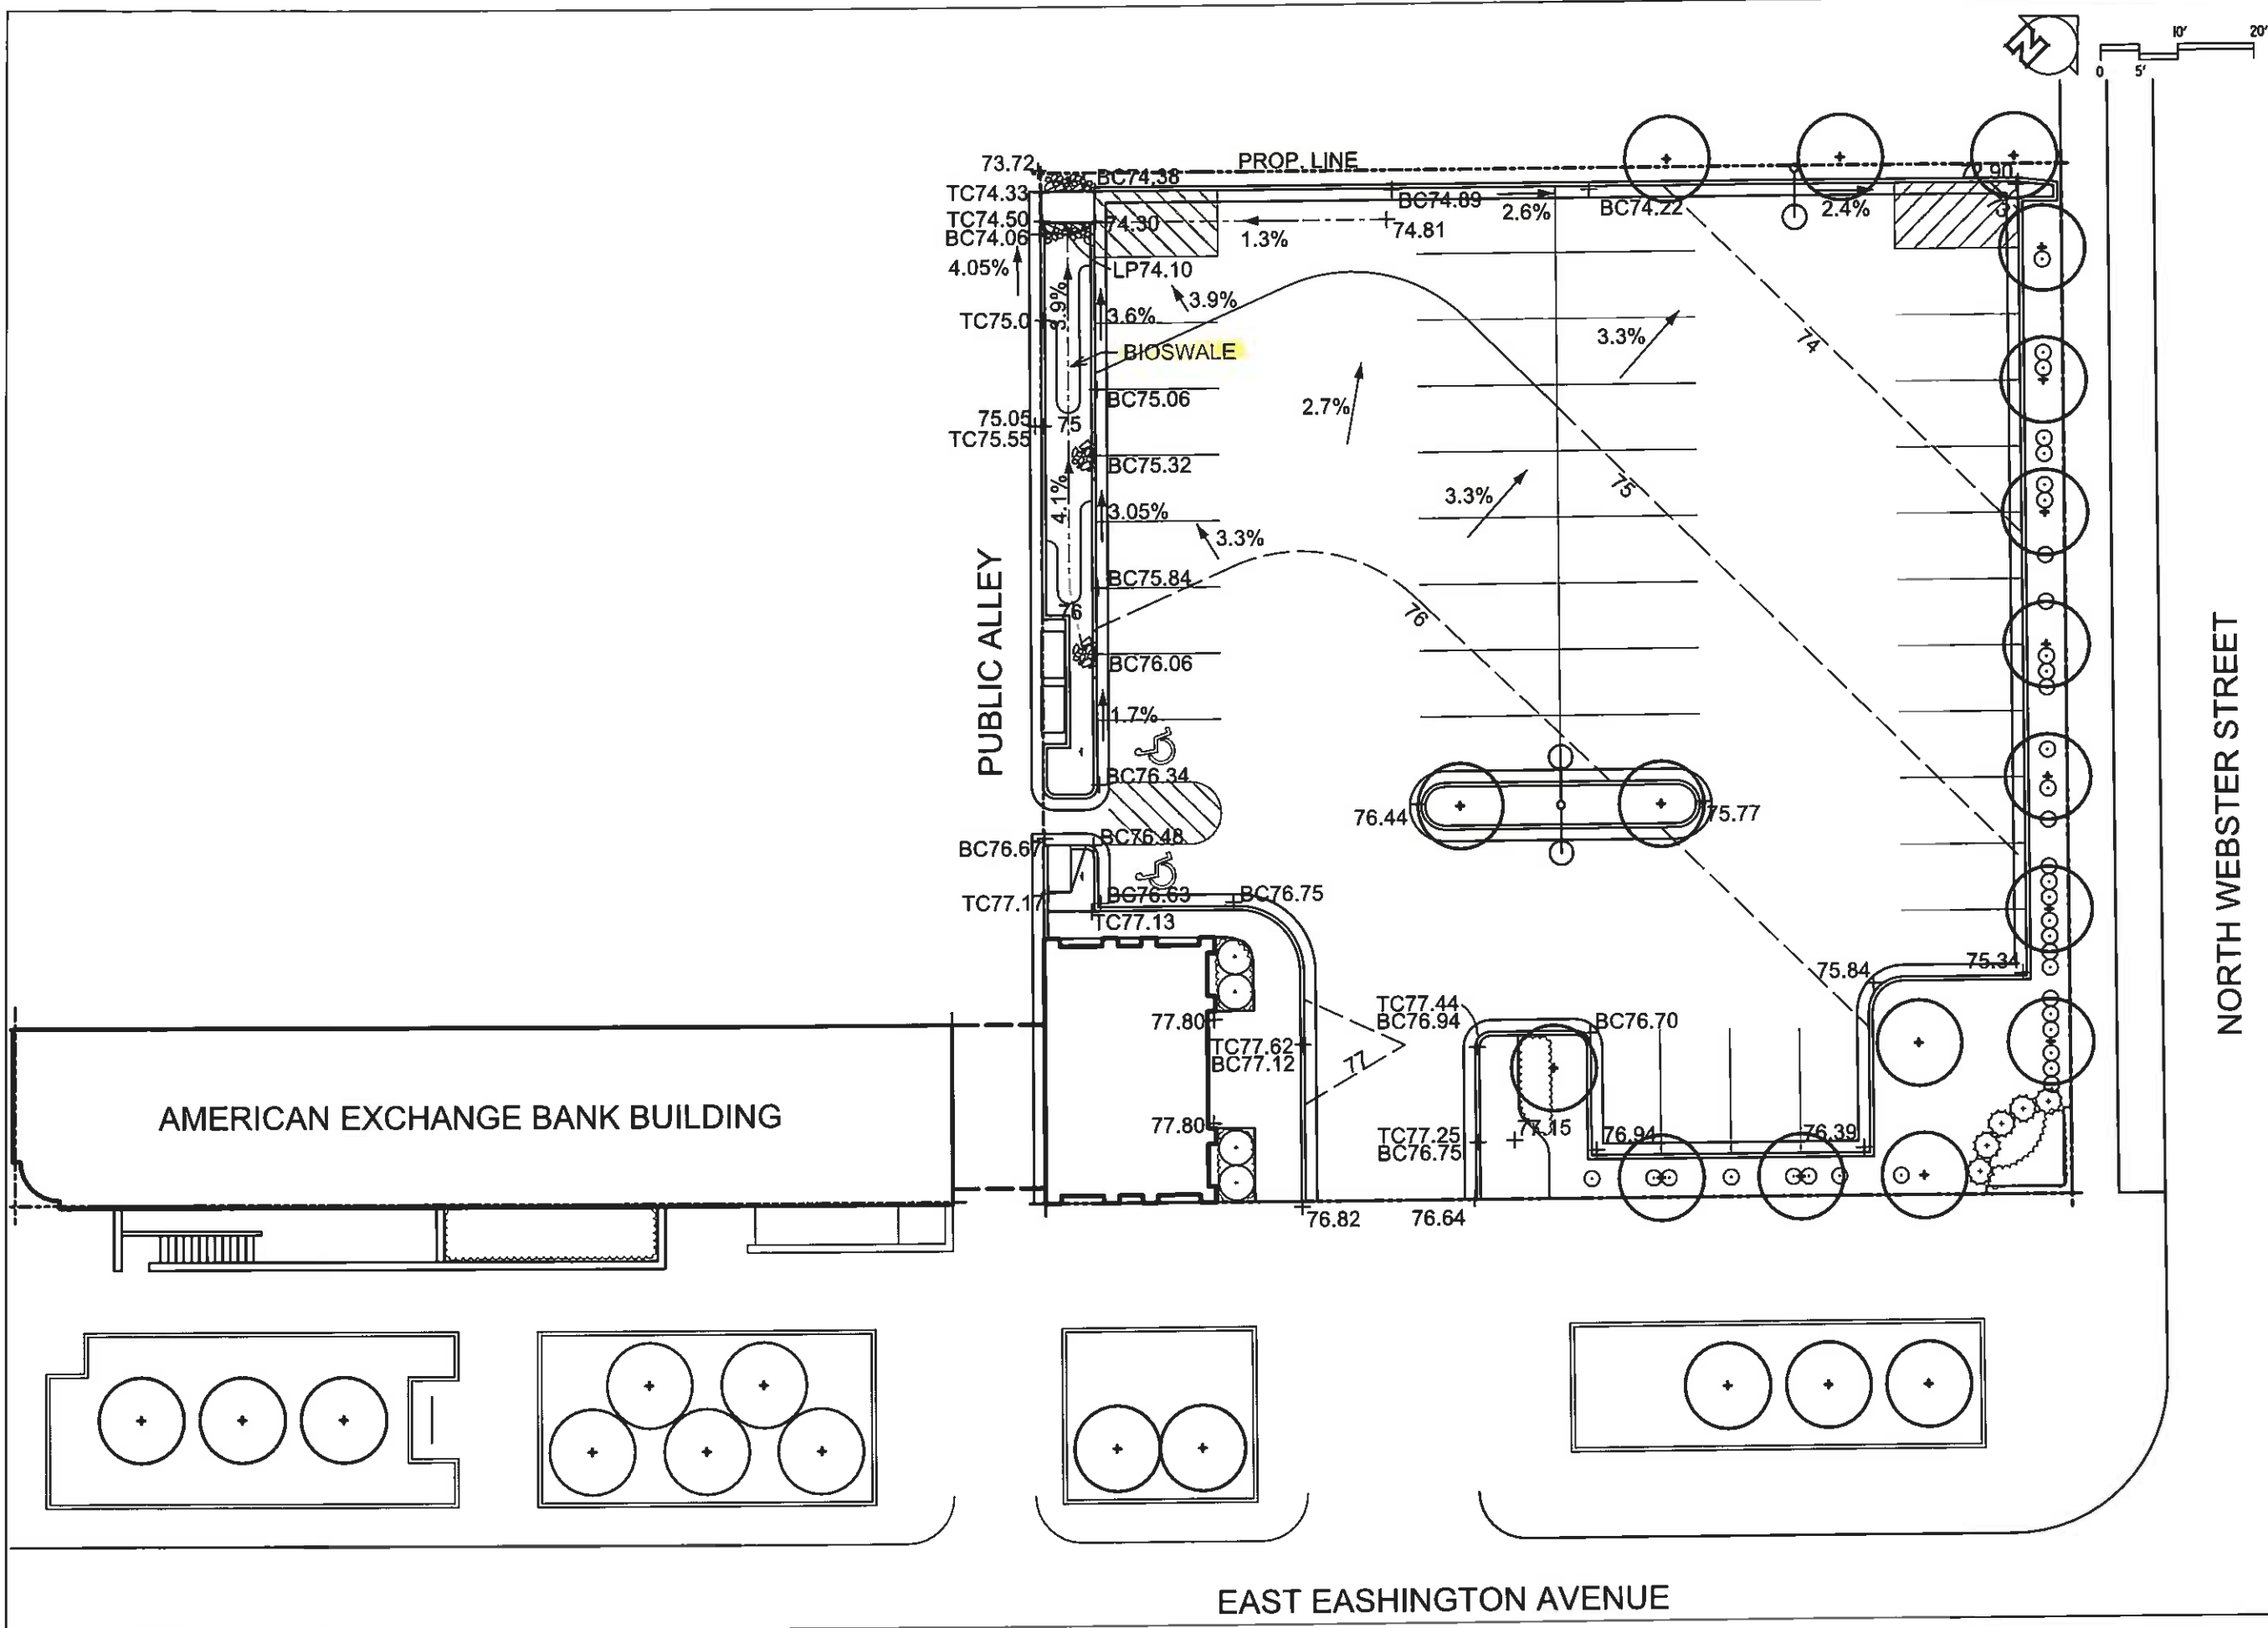 N
10' 20'
0 5'
PROP. LINE
73.72
BC74.38
TC74.33
TC74.50
BC74.06
74.30
BC74.89
2.6%
BC74.22
2.4%
72.90
1.3%
74.81
4.05%
LP74.10
3.9%
3.9%
TC75.0
3.6%
BIOSWALE
3.3%
74
2.7%
BC75.06
75.05
TC75.55
75
BC75.32
4.1%
3.05%
3.3%
3.3%
75
BC75.84
76
76
BC76.06
PUBLIC ALLEY
NORTH WEBSTER STREET
1.7%
BC76.34
76.44
75.77
BC76.48
BC76.67
BC76.63
BC76.75
TC77.17
TC77.13
75.84
75.34
TC77.44
BC76.94
BC76.70
77.80
TC77.62
BC77.12
77
77.80
TC77.25
BC76.75
77.15
76.94
76.39
AMERICAN EXCHANGE BANK BUILDING
76.82
76.64
EAST EASHINGTON AVENUE